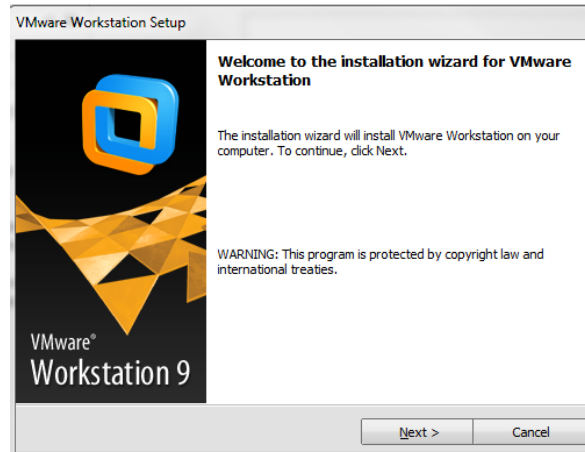 VMware Workstation Setup
Welcome to the installation wizard for VMware
Workstation
The installation wizard will install VMware Workstation on your
computer. To continue, click Next.
WARNING: This program is protected by copyright law and
international treaties.
VMware®
Workstation 9
Next >
Cancel